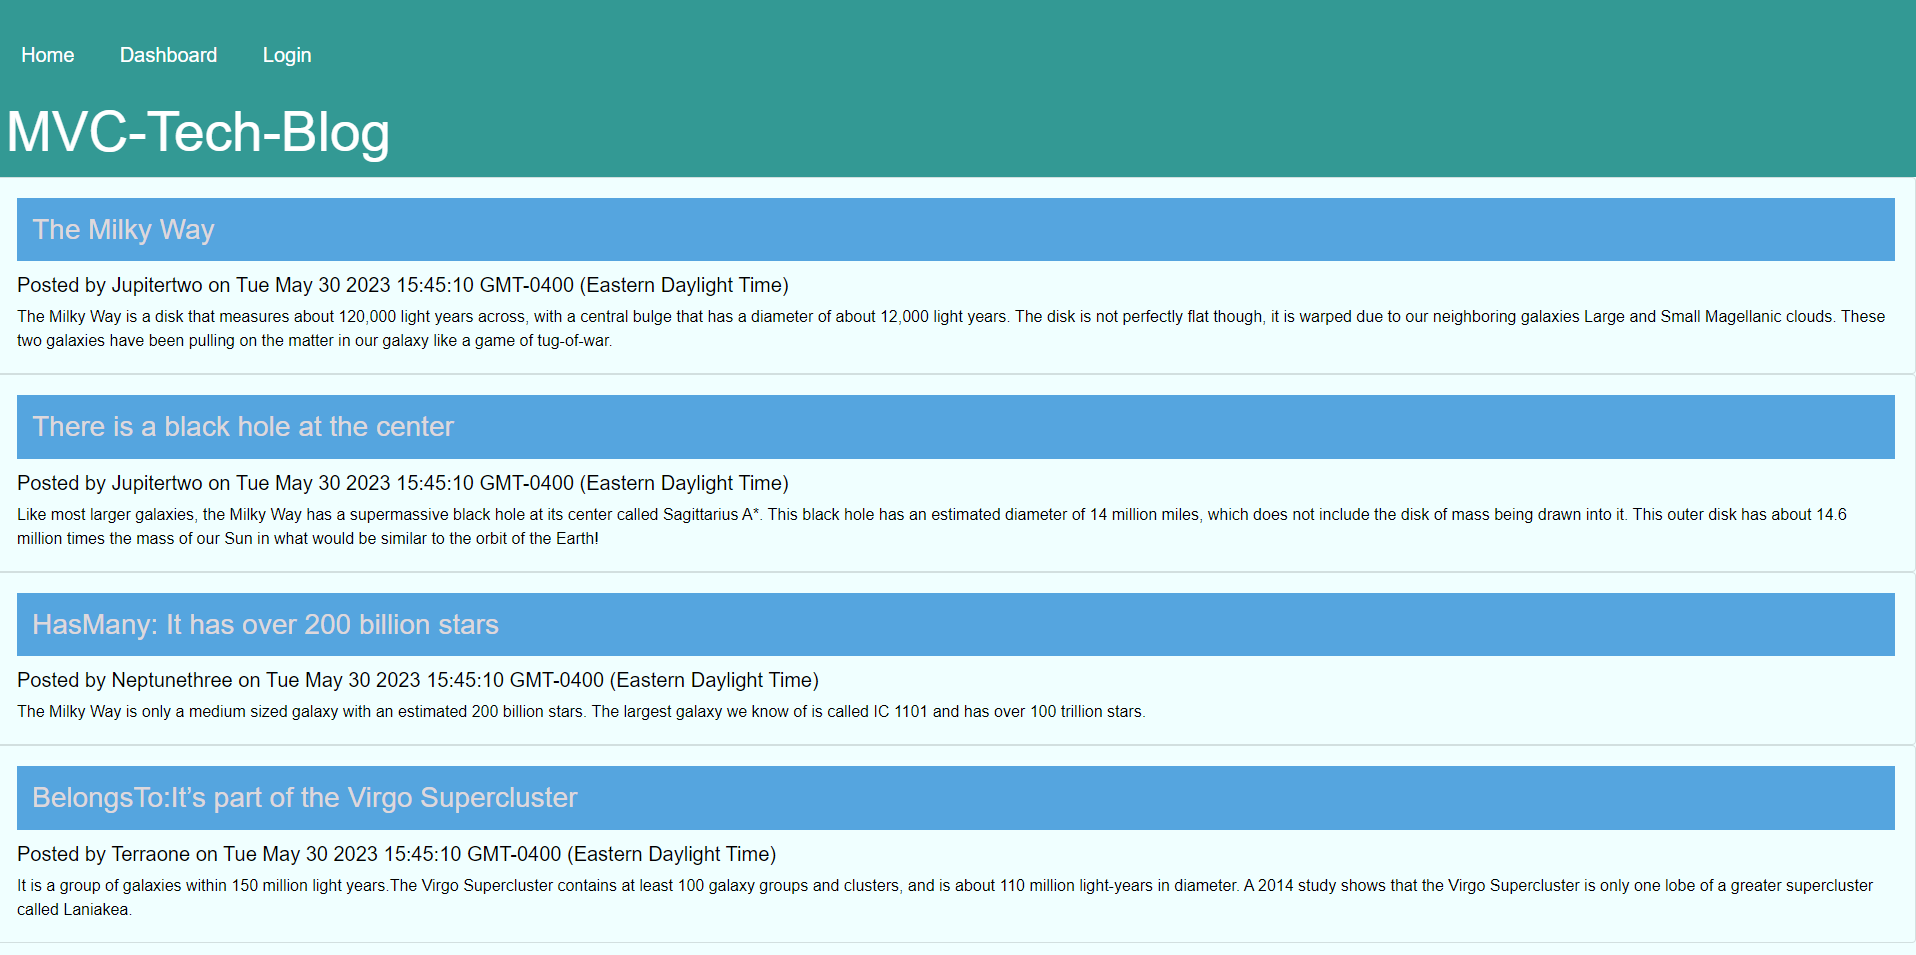 Home Dashboard Login
MVC-Tech-Blog
The Milky Way
Posted by Jupitertwo on Tue May 30 2023 15:45:10 GMT-0400 (Eastern Daylight Time)
The Milky Way is a disk that measures about 120,000 light years across, with a central bulge that has a diameter of about 12,000 light years. The disk is not perfectly flat though, it is warped due to our neighboring galaxies Large and Small Magellanic clouds. These
two galaxies have been pulling on the matter in our galaxy like a game of tug-of-war.
There is a black hole at the center
Posted by Jupitertwo on Tue May 30 2023 15:45:10 GMT-0400 (Eastern Daylight Time)
Like most larger galaxies, the Milky Way has a supermassive black hole at its center called Sagittarius A*. This black hole has an estimated diameter of 14 million miles, which does not include the disk of mass being drawn into it. This outer disk has about 14.6
million times the mass of our Sun in what would be similar to the orbit of the Earth!
HasMany: It has over 200 billion stars
Posted by Neptunethree on Tue May 30 2023 15:45:10 GMT-0400 (Eastern Daylight Time)
The Milky Way is only a medium sized galaxy with an estimated 200 billion stars. The largest galaxy we know of is called IC 1101 and has over 100 trillion stars.
BelongsTo:It’s part of the Virgo Supercluster
Posted by Terraone on Tue May 30 2023 15:45:10 GMT-0400 (Eastern Daylight Time)
It is a group of galaxies within 150 million light years.The Virgo Supercluster contains at least 100 galaxy groups and clusters, and is about 110 million light-years in diameter. A 2014 study shows that the Virgo Supercluster is only one lobe of a greater supercluster
called Laniakea.